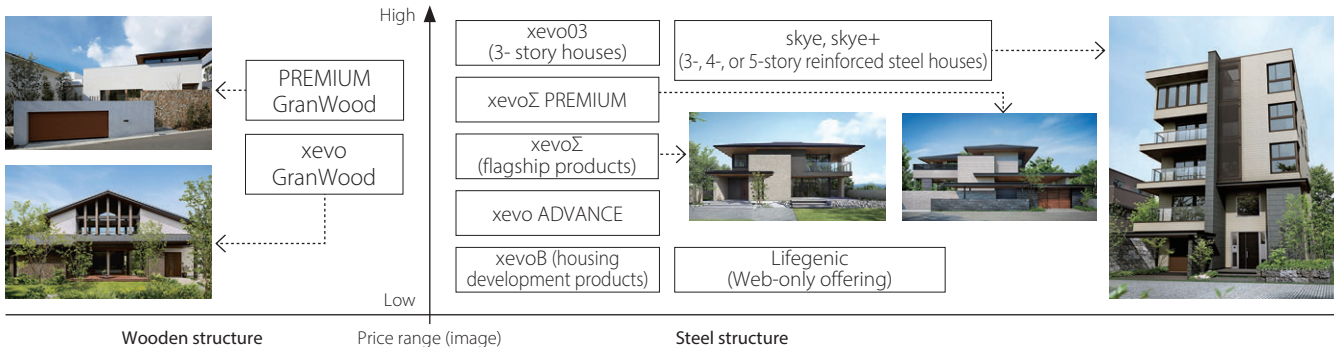 High
PREMIUM
GranWood
xevo
GranWood
xevo03
(3- story houses)
skye, skye+
(3-, 4-, or 5-story reinforced steel houses)
xevoΣ PREMIUM
xevoΣ
(flagship products)
xevo ADVANCE
xevoB (housing
development products)
Lifegenic
(Web-only offering)
Low
Wooden structure
Price range (image)
Steel structure